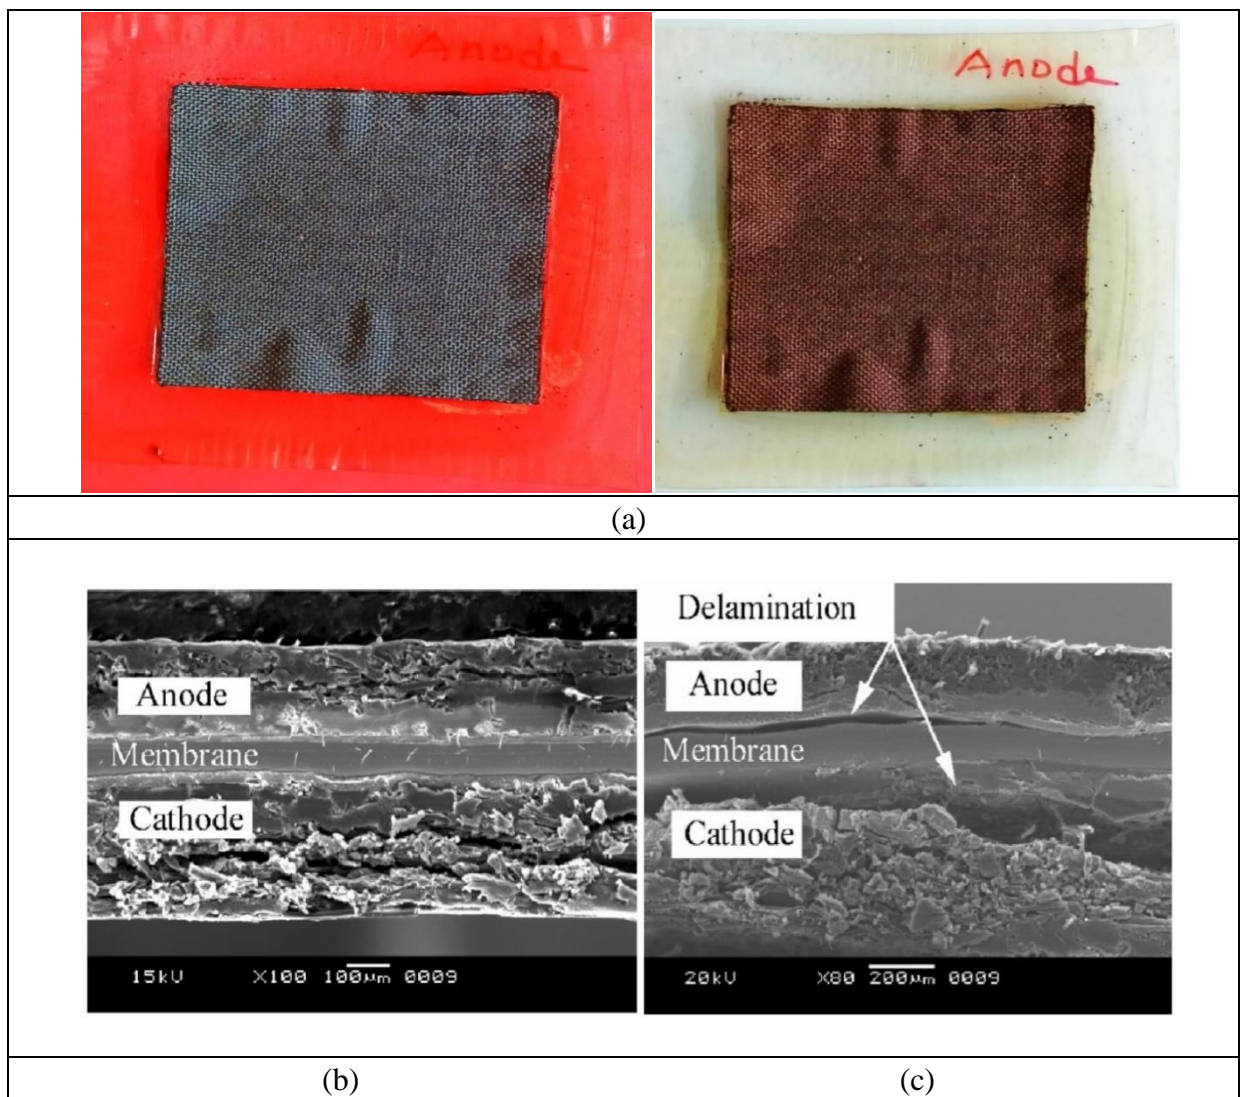 Anode
Anode
(a)
Delamination
Anode
Membrane
Cathode
15kV X100 100μm 0009
Anode
Membrane
Cathode
20kV X80 200μm 0009
(b)
(c)